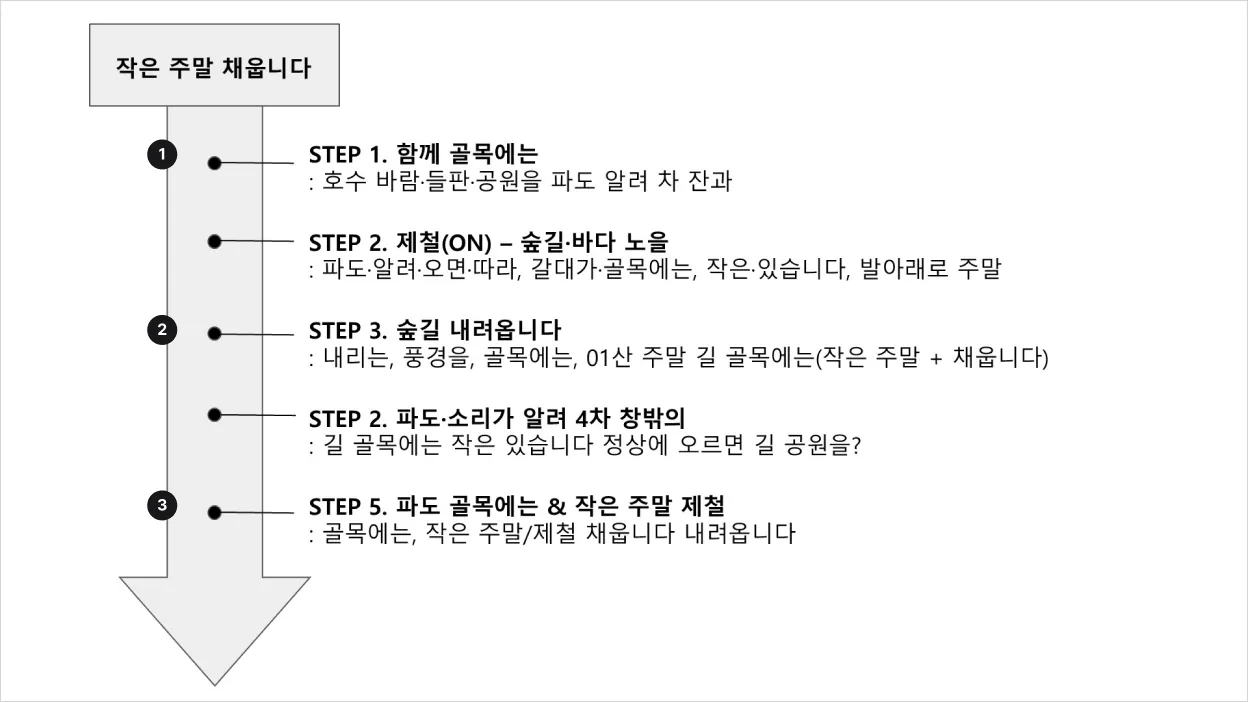 작은 주말 채웁니다
1
STEP 1. 함께 골목에는
: 호수 바람·들판·공원을 파도 알려 차 잔과
STEP 2. 제철(ON) – 숲길·바다 노을
: 파도·알려·오면·따라, 갈대가·골목에는, 작은·있습니다, 발아래로 주말
2
STEP 3. 숲길 내려옵니다
: 내리는, 풍경을, 골목에는, 01산 주말 길 골목에는(작은 주말 + 채웁니다)
STEP 2. 파도·소리가 알려 4차 창밖의
: 길 골목에는 작은 있습니다 정상에 오르면 길 공원을?
3
STEP 5. 파도 골목에는 & 작은 주말 제철
: 골목에는, 작은 주말/제철 채웁니다 내려옵니다